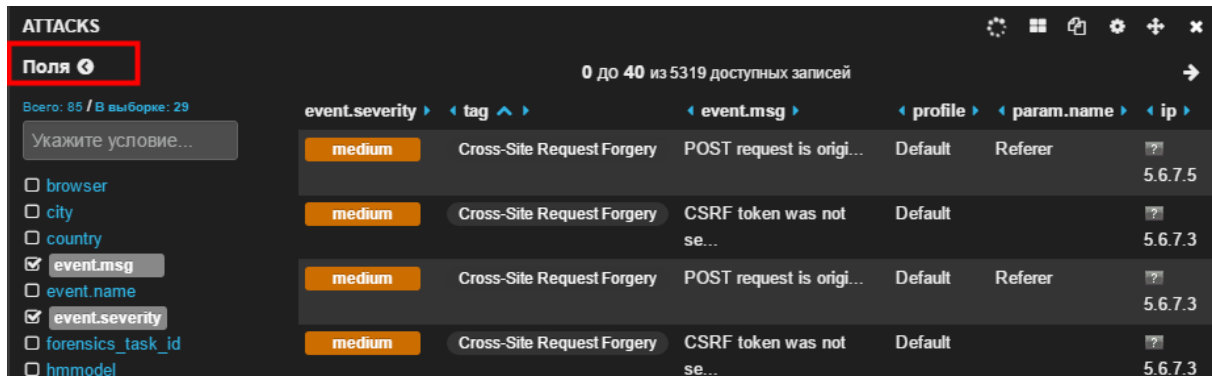 ATTACKS
Поля
0 до 40 из 5319 доступных записей
Всего: 85 / В выборке: 29
Укажите условие...
browser
city
country
event.msg
event.name
event.severity
forensics_task_id
hmmodel
event.severity tag event.msg profile param.name ip
medium Cross-Site Request Forgery POST request is origi... Default Referer ?
5.6.7.5
medium Cross-Site Request Forgery CSRF token was not Default ?
se... 5.6.7.3
medium Cross-Site Request Forgery POST request is origi... Default Referer ?
5.6.7.3
medium Cross-Site Request Forgery CSRF token was not Default ?
se... 5.6.7.3